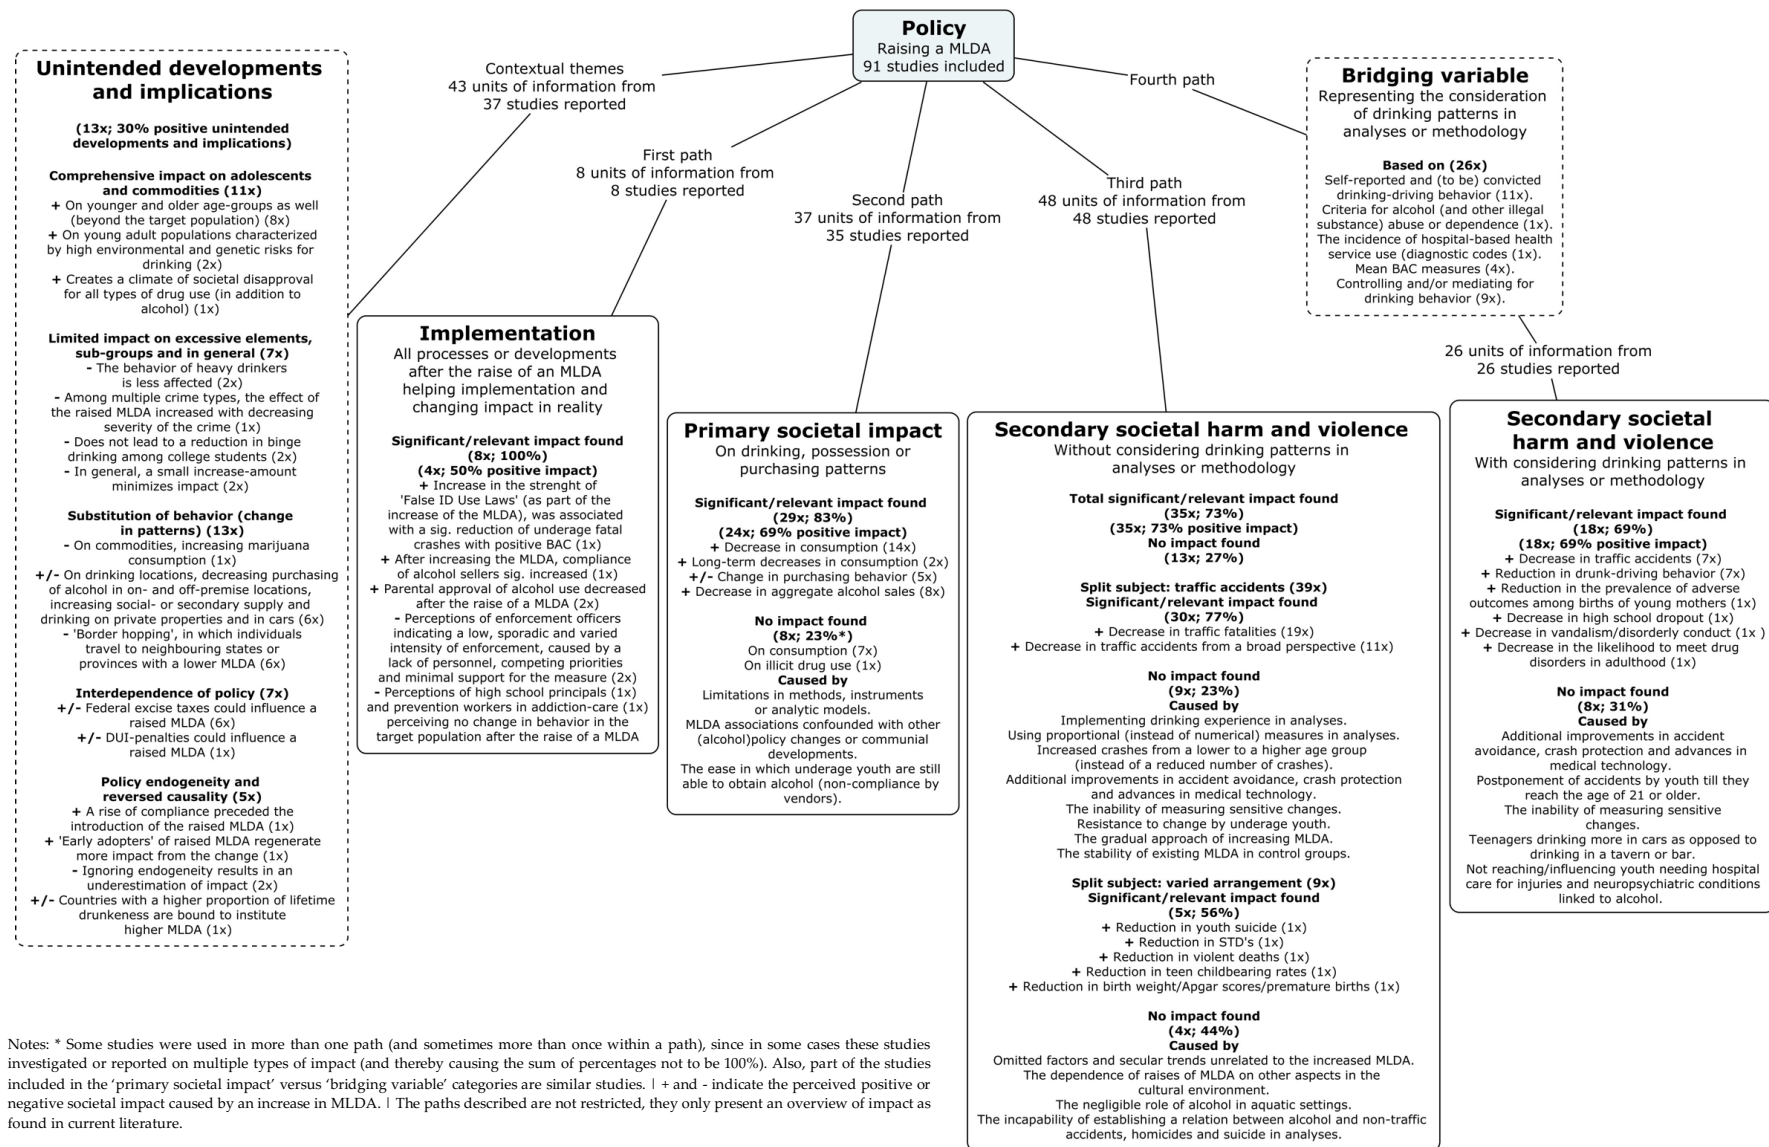 Policy
Raising a MLDA
91 studies included
Contextual themes
43 units of information from
37 studies reported
First path
8 units of information from
8 studies reported
Second path
37 units of information from
35 studies reported
Third path
48 units of information from
48 studies reported
Fourth path
Unintended developments
and implications
(13x; 30% positive unintended
developments and implications)
Comprehensive impact on adolescents
and commodities (11x)
+ On younger and older age-groups as well
(beyond the target population) (8x)
+ On young adult populations characterized
by high environmental and genetic risks for
drinking (2x)
+ Creates a climate of societal disapproval
for all types of drug use (in addition to
alcohol) (1x)
Limited impact on excessive elements,
sub-groups and in general (7x)
- The behavior of heavy drinkers
is less affected (2x)
- Among multiple crime types, the effect of
the raised MLDA increased with decreasing
severity of the crime (1x)
- Does not lead to a reduction in binge
drinking among college students (2x)
- In general, a small increase-amount
minimizes impact (2x)
Substitution of behavior (change
in patterns) (13x)
- On commodities, increasing marijuana
consumption (1x)
+/- On drinking locations, decreasing purchasing
of alcohol in on- and off-premise locations,
increasing social- or secondary supply and
drinking on private properties and in cars (6x)
- 'Border hopping', in which individuals
travel to neighbouring states or
provinces with a lower MLDA (6x)
Interdependence of policy (7x)
+/- Federal excise taxes could influence a
raised MLDA (6x)
+/- DUI-penalties could influence a
raised MLDA (1x)
Policy endogeneity and
reversed causality (5x)
+ A rise of compliance preceded the
introduction of the raised MLDA (1x)
+ 'Early adopters' of raised MLDA regenerate
more impact from the change (1x)
- Ignoring endogeneity results in an
underestimation of impact (2x)
+/- Countries with a higher proportion of lifetime
drunkeness are bound to institute
higher MLDA (1x)
Implementation
All processes or developments
after the raise of an MLDA
helping implementation and
changing impact in reality
Significant/relevant impact found
(8x; 100%)
(4x; 50% positive impact)
+ Increase in the strenght of
'False ID Use Laws' (as part of the
increase of the MLDA), was associated
with a sig. reduction of underage fatal
crashes with positive BAC (1x)
+ After increasing the MLDA, compliance
of alcohol sellers sig. increased (1x)
+ Parental approval of alcohol use decreased
after the raise of a MLDA (2x)
- Perceptions of enforcement officers
indicating a low, sporadic and varied
intensity of enforcement, caused by a
lack of personnel, competing priorities
and minimal support for the measure (2x)
- Perceptions of high school principals (1x)
and prevention workers in addiction-care (1x)
perceiving no change in behavior in the
target population after the raise of a MLDA
Primary societal impact
On drinking, possession or
purchasing patterns
Significant/relevant impact found
(29x; 83%)
(24x; 69% positive impact)
+ Decrease in consumption (14x)
+ Long-term decreases in consumption (2x)
+/- Change in purchasing behavior (5x)
+ Decrease in aggregate alcohol sales (8x)
No impact found
(8x; 23%*)
On consumption (7x)
On illicit drug use (1x)
Caused by
Limitations in methods, instruments
or analytic models.
MLDA associations confounded with other
(alcohol)policy changes or communial
developments.
The ease in which underage youth are still
able to obtain alcohol (non-compliance by
vendors).
Secondary societal harm and violence
Without considering drinking patterns in
analyses or methodology
Total significant/relevant impact found
(35x; 73%)
(35x; 73% positive impact)
No impact found
(13x; 27%)
Split subject: traffic accidents (39x)
Significant/relevant impact found
(30x; 77%)
+ Decrease in traffic fatalities (19x)
+ Decrease in traffic accidents from a broad perspective (11x)
No impact found
(9x; 23%)
Caused by
Implementing drinking experience in analyses.
Using proportional (instead of numerical) measures in analyses.
Increased crashes from a lower to a higher age group
(instead of a reduced number of crashes).
Additional improvements in accident avoidance, crash protection
and advances in medical technology.
The inability of measuring sensitive changes.
Resistance to change by underage youth.
The gradual approach of increasing MLDA.
The stability of existing MLDA in control groups.
Split subject: varied arrangement (9x)
Significant/relevant impact found
(5x; 56%)
+ Reduction in youth suicide (1x)
+ Reduction in STD's (1x)
+ Reduction in violent deaths (1x)
+ Reduction in teen childbearing rates (1x)
+ Reduction in birth weight/Apgar scores/premature births (1x)
No impact found
(4x; 44%)
Caused by
Omitted factors and secular trends unrelated to the increased MLDA.
The dependence of raises of MLDA on other aspects in the
cultural environment.
The negligible role of alcohol in aquatic settings.
The incapability of establishing a relation between alcohol and non-traffic
accidents, homicides and suicide in analyses.
Bridging variable
Representing the consideration
of drinking patterns in
analyses or methodology
Based on (26x)
Self-reported and (to be) convicted
drinking-driving behavior (11x).
Criteria for alcohol (and other illegal
substance) abuse or dependence (1x).
The incidence of hospital-based health
service use (diagnostic codes (1x).
Mean BAC measures (4x).
Controlling and/or mediating for
drinking behavior (9x).
26 units of information from
26 studies reported
Secondary societal
harm and violence
With considering drinking patterns in
analyses or methodology
Significant/relevant impact found
(18x; 69%)
(18x; 69% positive impact)
+ Decrease in traffic accidents (7x)
+ Reduction in drunk-driving behavior (7x)
+ Reduction in the prevalence of adverse
outcomes among births of young mothers (1x)
+ Decrease in high school dropout (1x)
+ Decrease in vandalism/disorderly conduct (1x )
+ Decrease in the likelihood to meet drug
disorders in adulthood (1x)
No impact found
(8x; 31%)
Caused by
Additional improvements in accident
avoidance, crash protection and advances in
medical technology.
Postponement of accidents by youth till they
reach the age of 21 or older.
The inability of measuring sensitive
changes.
Teenagers drinking more in cars as opposed to
drinking in a tavern or bar.
Not reaching/influencing youth needing hospital
care for injuries and neuropsychiatric conditions
linked to alcohol.
Notes: * Some studies were used in more than one path (and sometimes more than once within a path), since in some cases these studies
investigated or reported on multiple types of impact (and thereby causing the sum of percentages not to be 100%). Also, part of the studies
included in the 'primary societal impact' versus 'bridging variable' categories are similar studies. | + and - indicate the perceived positive or
negative societal impact caused by an increase in MLDA. | The paths described are not restricted, they only present an overview of impact as
found in current literature.